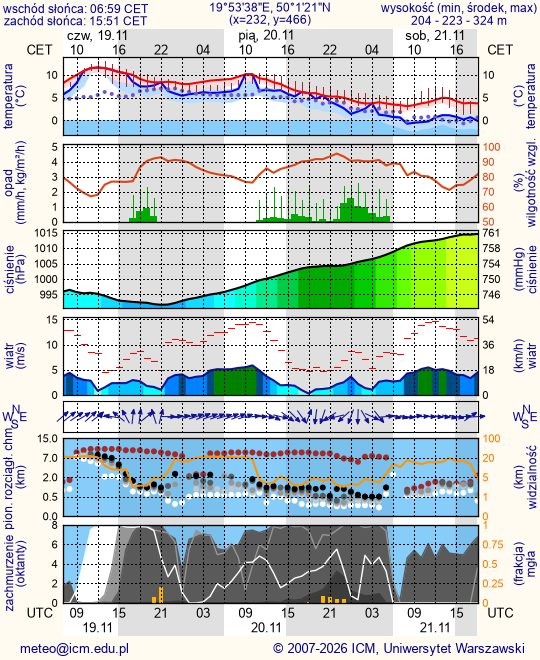 wschód słońca: 06:59 CET
zachód słońca: 15:51 CET
19°53'38"E, 50°1'21"N
(x=232, y=466)
wysokość (min, środek, max)
204 - 223 - 324 m
czw, 19.11 pią, 20.11 sob, 21.11
CET 10 16 22 04 10 16 22 04 10 16 CET
temperatura
(°C)
10
5
0
10
5
0
(°C)
temperatura
opad
(mm/h, kg/m²/h)
5
4
3
2
1
0
100
90
80
70
60
50
(%)
wilgotność wzgl.
ciśnienie
(hPa)
1015
1010
1005
1000
995
761
758
754
750
746
(mmHg)
ciśnienie
wiatr
(m/s)
15
10
5
0
54
36
18
0
(km/h)
wiatr
N
W E
S
N
W E
S
pion. rozciągł. chm.
(km)
15.0
7.0
2.0
0.5
0.0
100
20
5
1
0
(km)
widzialność
zachmurzenie
(oktanty)
8
6
4
2
0
1
0.75
0.5
0.25
0
(frakcja)
mgła
UTC 09 15 21 03 09 15 21 03 09 15 UTC
19.11 20.11 21.11
meteo@icm.edu.pl © 2007-2026 ICM, Uniwersytet Warszawski